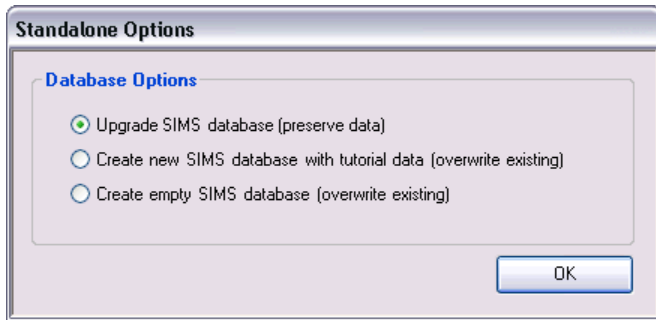 Standalone Options
Database Options
Upgrade SIMS database (preserve data)
Create new SIMS database with tutorial data (overwrite existing)
Create empty SIMS database (overwrite existing)
OK